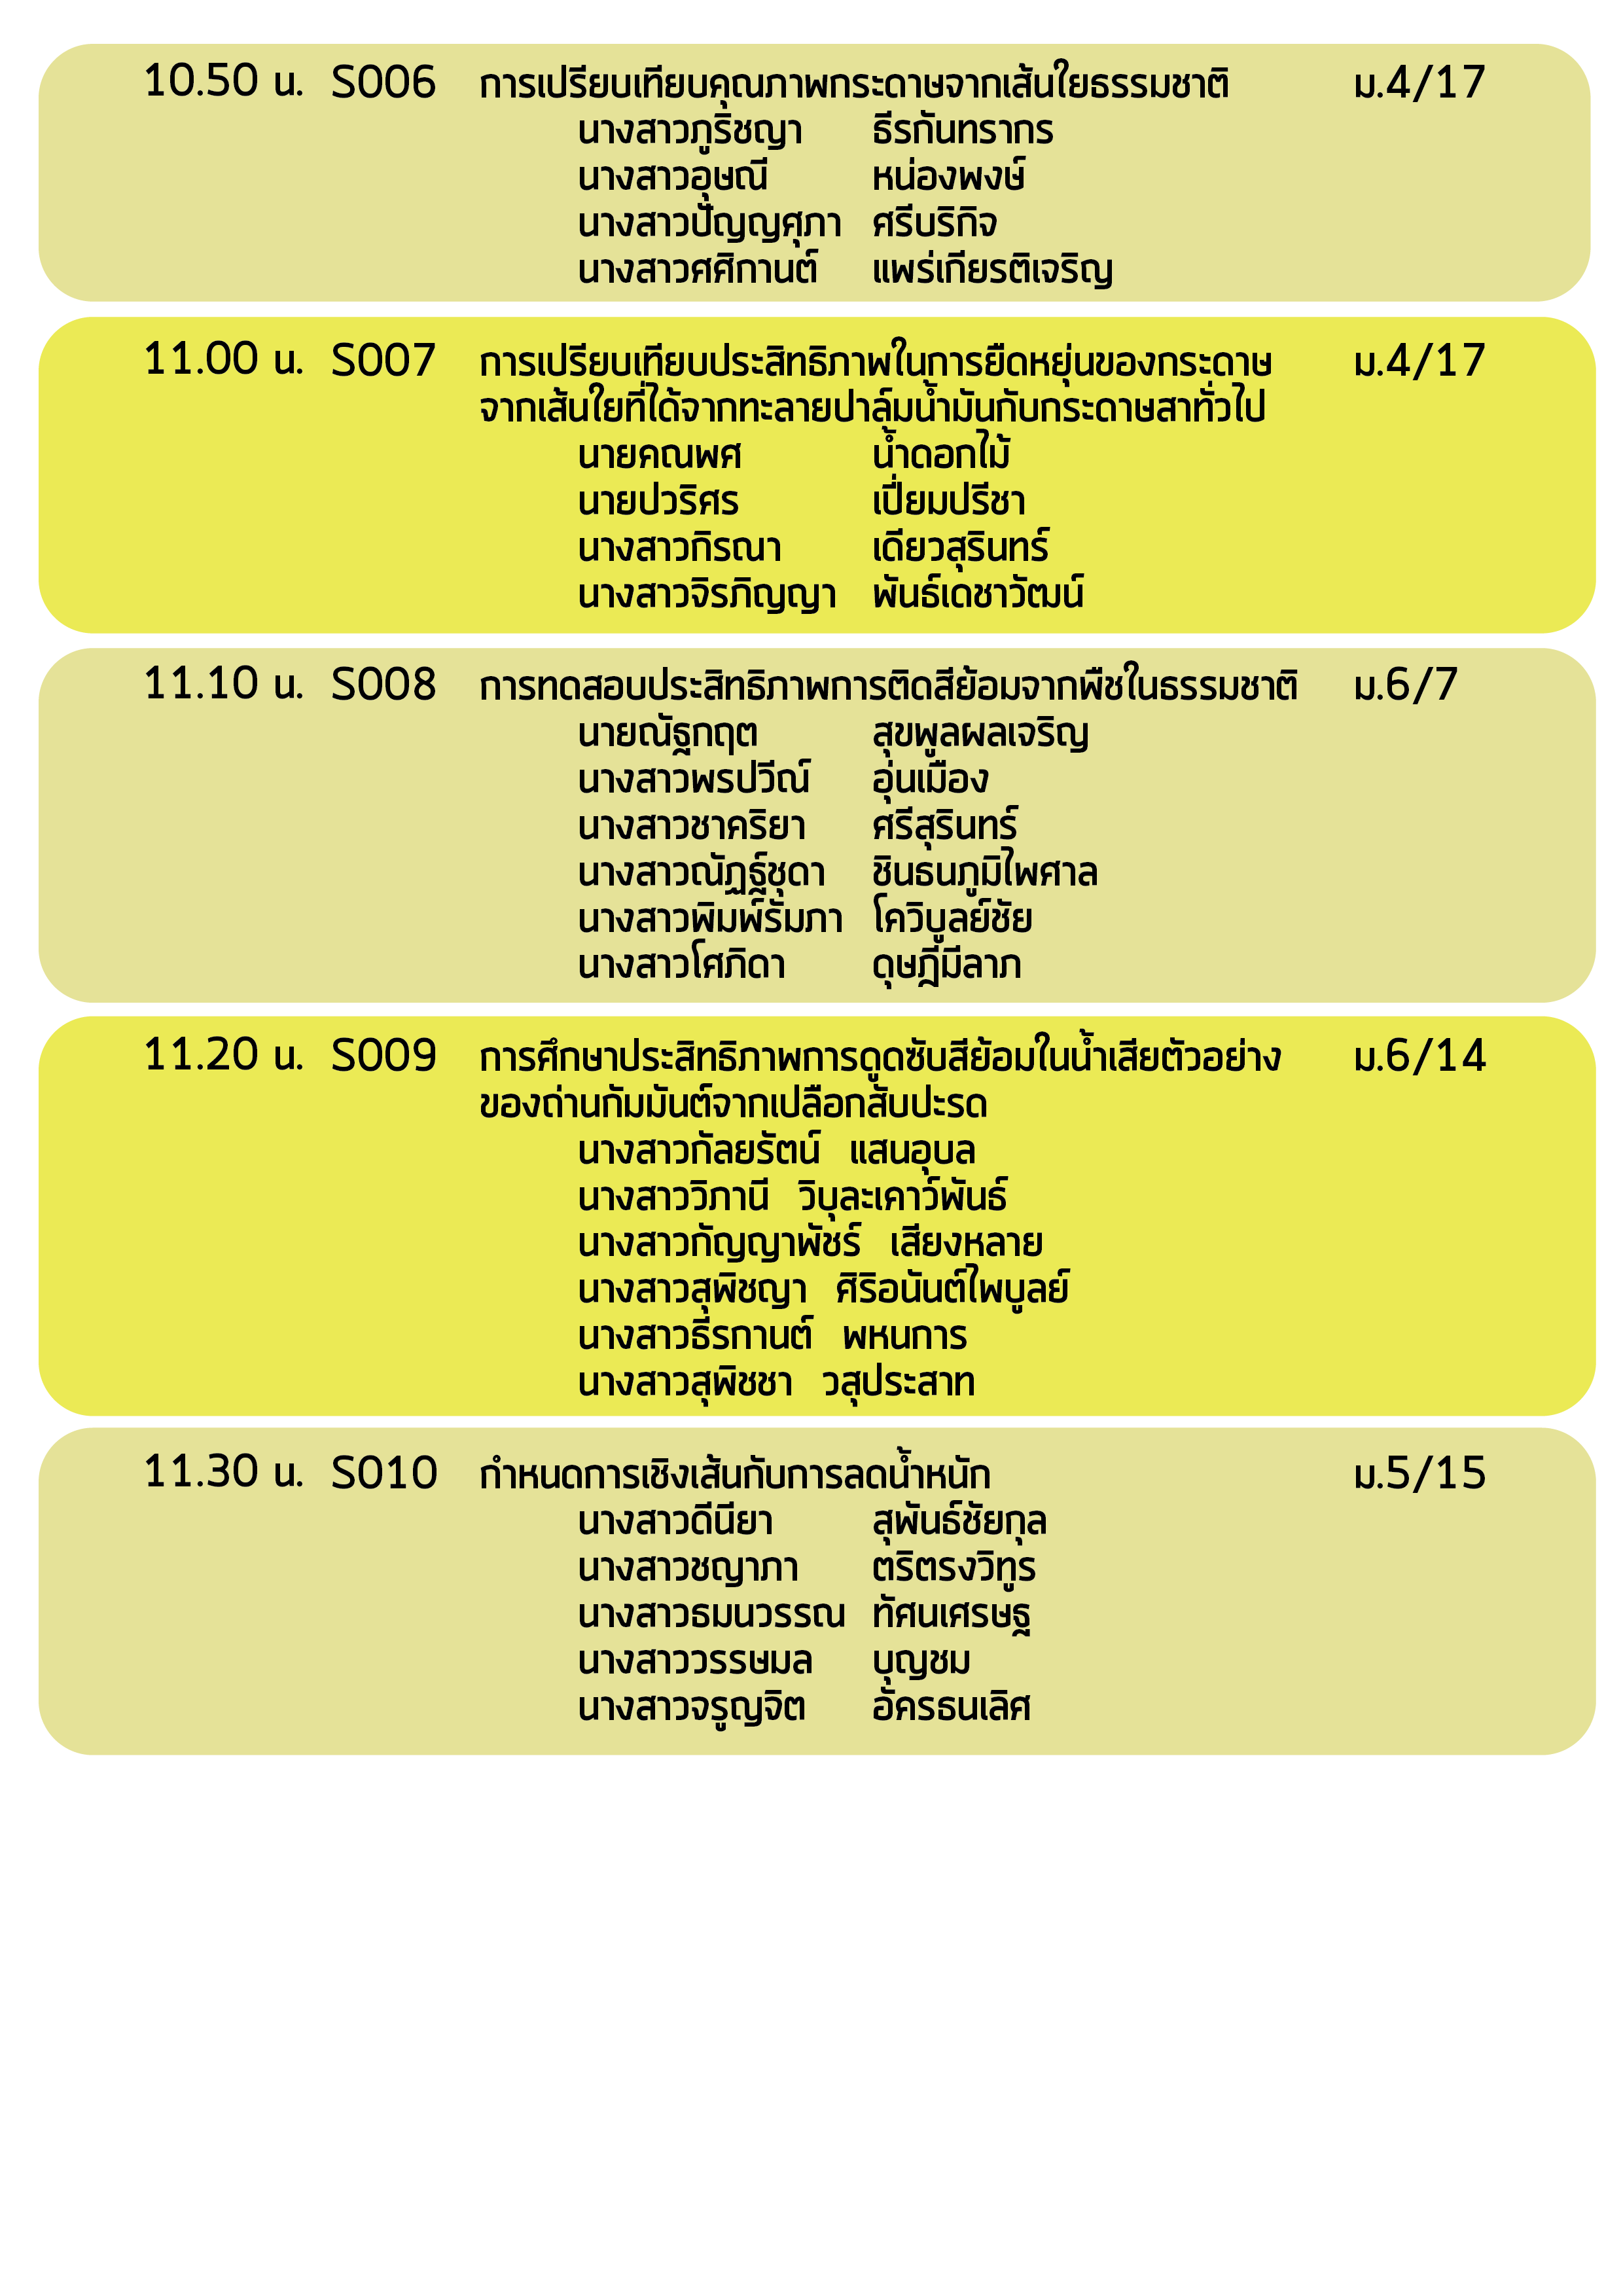 10.50 น. S006 การเปรียบเทียบคุณภาพกระดาษจากเส้นใยธรรมชาติ ม.4/17
นางสาวภูริชญา ธีรกันทรากร
นางสาวอุษณี หน่องพงษ์
นางสาวปัญญศุภา ศรีบริกิจ
นางสาวศศิกานต์ แพร่เกียรติเจริญ
11.00 น. S007 การเปรียบเทียบประสิทธิภาพในการยืดหยุ่นของกระดาษ ม.4/17
จากเส้นใยที่ได้จากทะลายปาล์มน้ำมันกับกระดาษสาทั่วไป
นายคณพศ น้ำดอกไม้
นายปวริศร เปี่ยมปรีชา
นางสาวกิรณา เดียวสุรินทร์
นางสาวจิรภิญญา พันธ์เดชาวัฒน์
11.10 น. S008 การทดสอบประสิทธิภาพการติดสีย้อมจากพืชในธรรมชาติ ม.6/7
นายณัฐกฤต สุขพูลผลเจริญ
นางสาวพรปวีณ์ อุ่นเมือง
นางสาวชาคริยา ศรีสุรินทร์
นางสาวณัฏฐ์ชุดา ชินธนภูมิไพศาล
นางสาวพิมพ์รัมภา โควิบูลย์ชัย
นางสาวโศภิดา ดุษฎีมีลาภ
11.20 น. S009 การศึกษาประสิทธิภาพการดูดซับสีย้อมในน้ำเสียตัวอย่าง ม.6/14
ของถ่านกัมมันต์จากเปลือกสับปะรด
นางสาวกัลยรัตน์ แสนอุบล
นางสาววิภานี วิบุละเคาว์พันธ์
นางสาวกัญญาพัชร์ เสียงหลาย
นางสาวสุพิชญา ศิริอนันต์ไพบูลย์
นางสาวธีรกานต์ พหนการ
นางสาวสุพิชชา วสุประสาท
11.30 น. S010 กำหนดการเชิงเส้นกับการลดน้ำหนัก ม.5/15
นางสาวดีนียา สุพันธ์ชัยกุล
นางสาวชญาภา ตริตรงวิทูร
นางสาวธมนวรรณ ทัศนเศรษฐ
นางสาววรรษมล บุญชม
นางสาวจรูญจิต อัครธนเลิศ